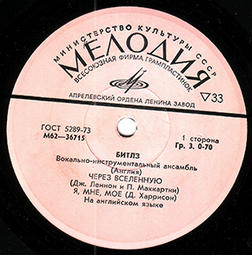 МИНИСТЕРСТВО КУЛЬТУРЫ СССР
МЕЛОДИЯ
ВСЕСОЮЗНАЯ ФИРМА ГРАМПЛАСТИНОК
АПРЕЛЕВСКИЙ ОРДЕНА ЛЕНИНА ЗАВОД
▽33
ГОСТ 5289-73
М62—36715
1 сторона
Гр. 3. 0-70
БИТЛЗ
Вокально-инструментальный ансамбль
(Англия)
ЧЕРЕЗ ВСЕЛЕННУЮ
(Дж. Леннон и П. Маккартни)
Я, МНЕ, МОЕ (Д. Харрисон)
На английском языке